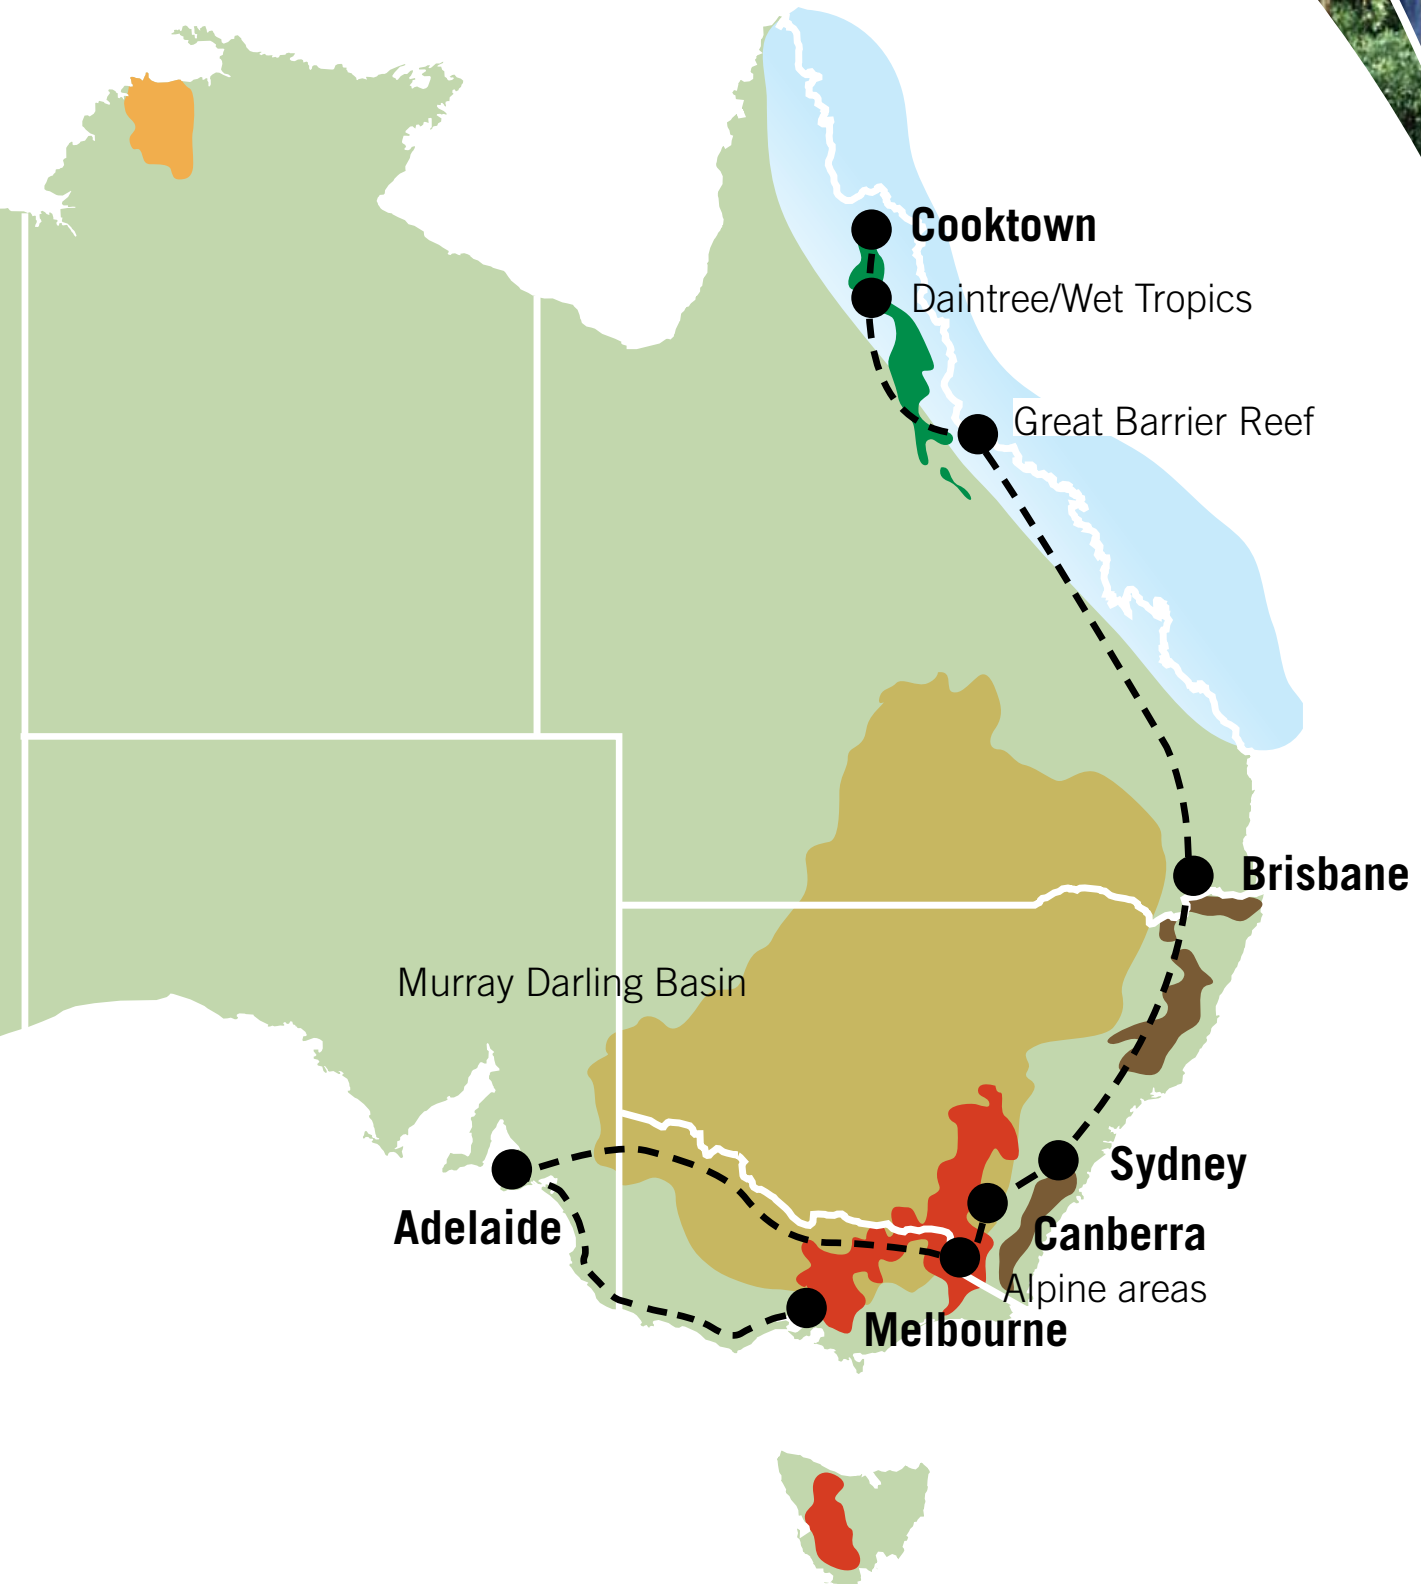 Cooktown
Daintree/Wet Tropics
Great Barrier Reef
Brisbane
Murray Darling Basin
Sydney
Adelaide
Canberra
Alpine areas
Melbourne